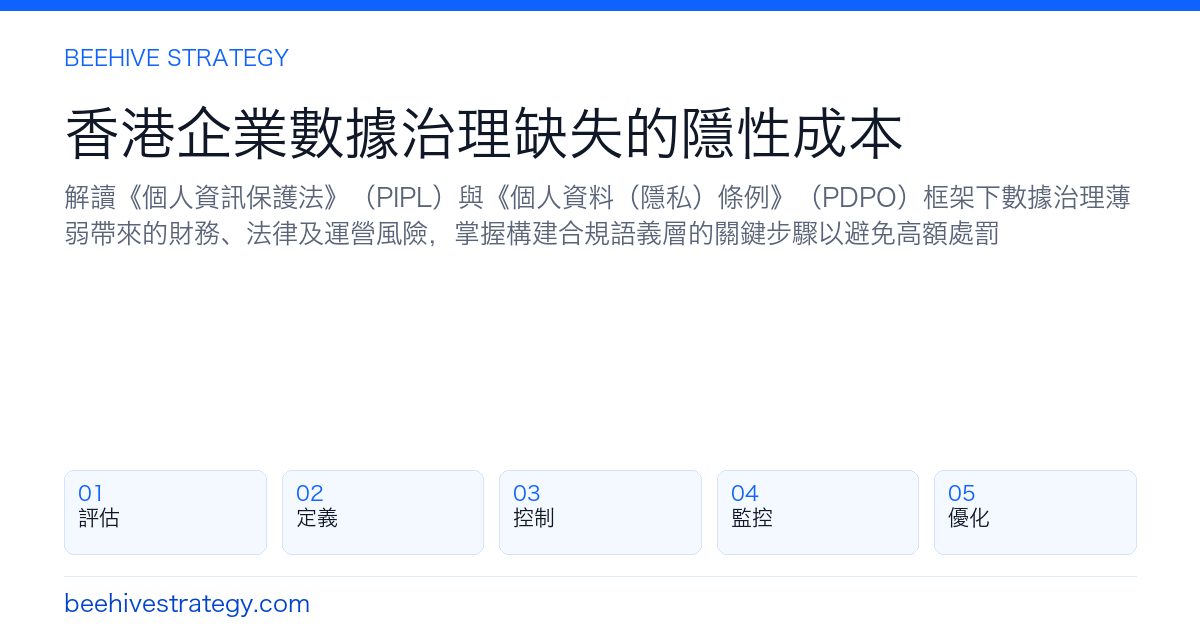 BEEHIVE STRATEGY
香港企業數據治理缺失的隱性成本
解讀《個人資訊保護法》（PIPL）與《個人資料（隱私）條例》（PDPO）框架下數據治理薄
弱帶來的財務、法律及運營風險，掌握構建合規語義層的關鍵步驟以避免高額處罰
01
評估
02
定義
03
控制
04
監控
05
優化
beehivestrategy.com